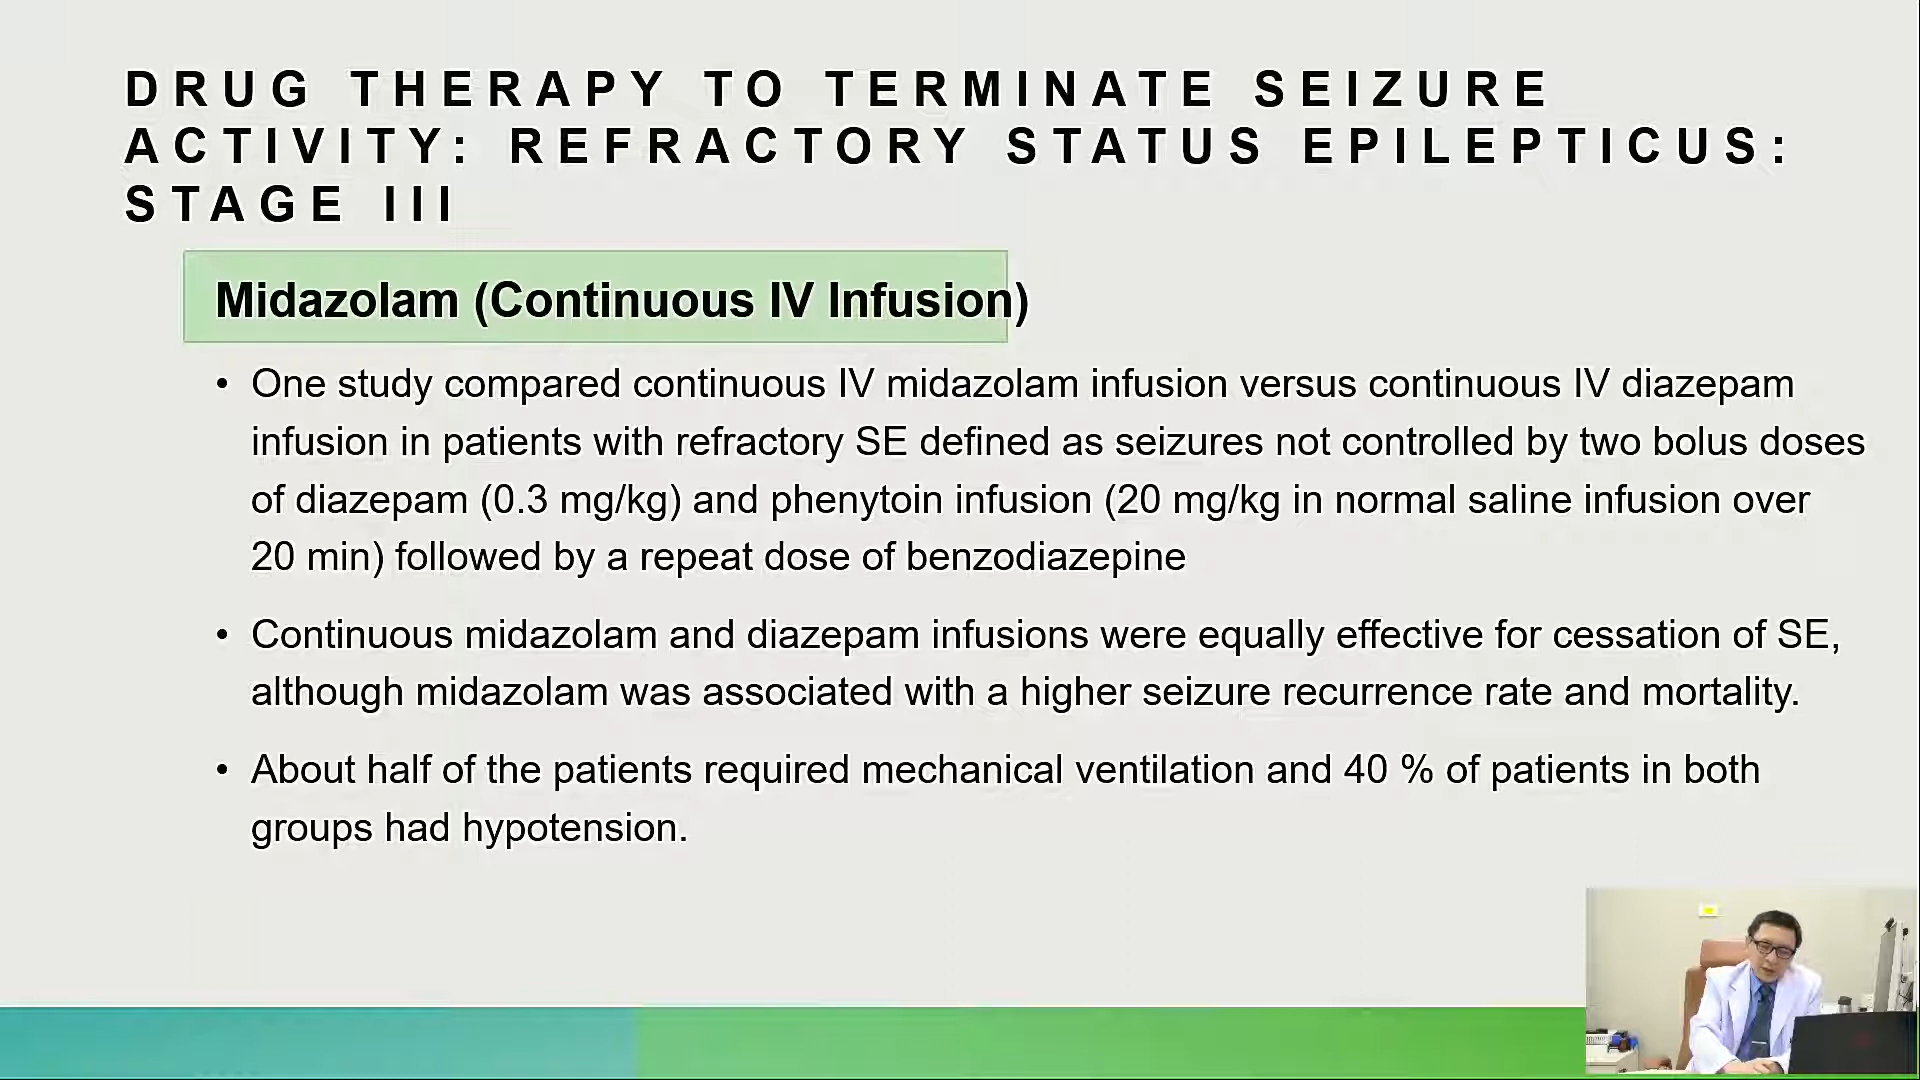 DRUG THERAPY TO TERMINATE SEIZURE
ACTIVITY: REFRACTORY STATUS EPILEPTICUS:
STAGE III
Midazolam (Continuous IV Infusion)
• One study compared continuous IV midazolam infusion versus continuous IV diazepam
infusion in patients with refractory SE defined as seizures not controlled by two bolus doses
of diazepam (0.3 mg/kg) and phenytoin infusion (20 mg/kg in normal saline infusion over
20 min) followed by a repeat dose of benzodiazepine
• Continuous midazolam and diazepam infusions were equally effective for cessation of SE,
although midazolam was associated with a higher seizure recurrence rate and mortality.
• About half of the patients required mechanical ventilation and 40 % of patients in both
groups had hypotension.